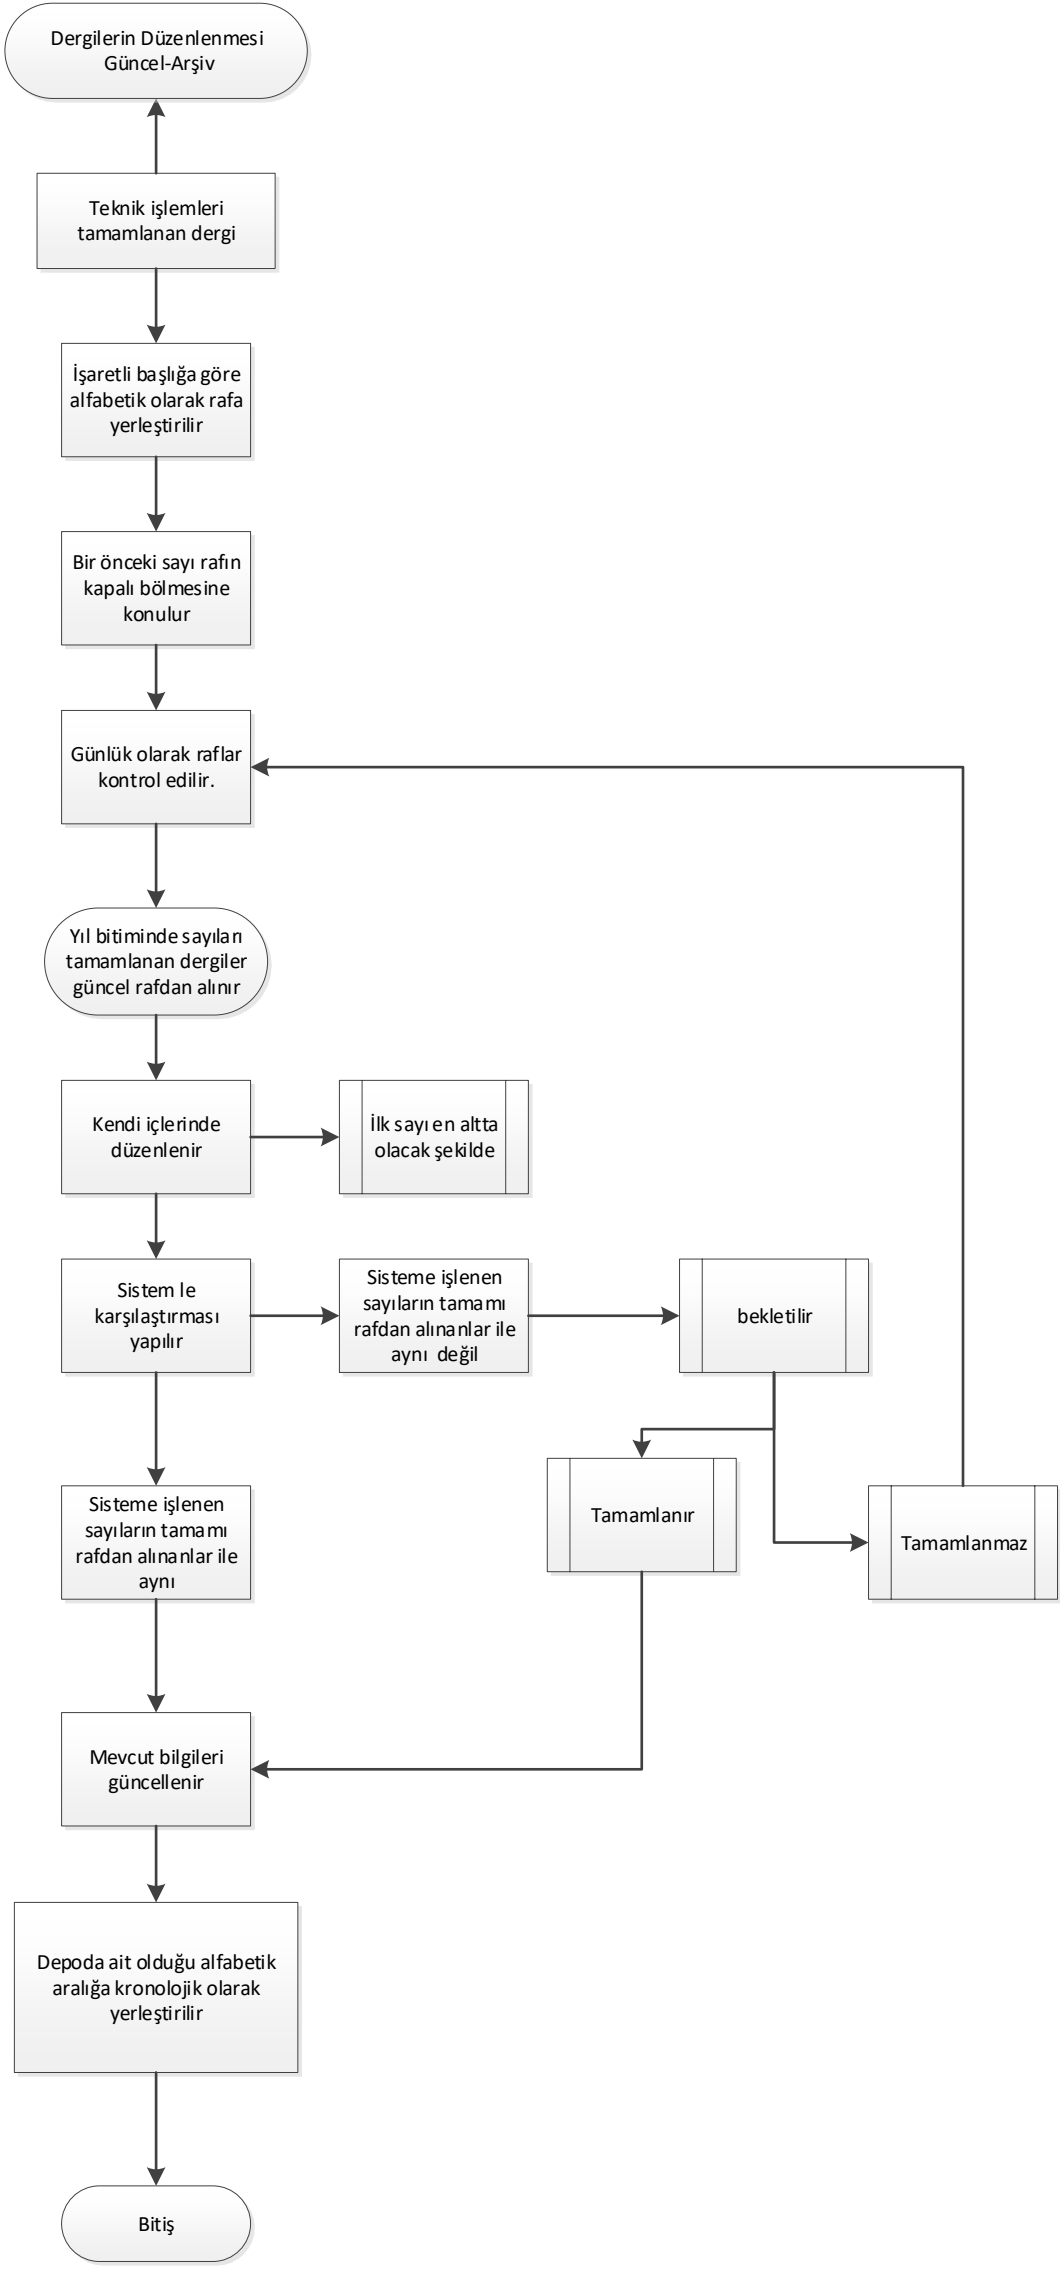 Dergilerin Düzenlenmesi
Güncel-Arşiv
Teknik işlemleri
tamamlanan dergi
İşaretli başlığa göre
alfabetik olarak rafa
yerleştirilir
Bir önceki sayı rafın
kapalı bölmesine
konulur
Günlük olarak raflar
kontrol edilir.
Yıl bitiminde sayıları
tamamlanan dergiler
güncel rafdan alınır
Kendi içlerinde
düzenlenir
İlk sayı en altta
olacak şekilde
Sistem le
karşılaştırması
yapılır
Sisteme işlenen
sayıların tamamı
rafdan alınanlar ile
aynı değil
bekletilir
Tamamlanır
Tamamlanmaz
Sisteme işlenen
sayıların tamamı
rafdan alınanlar ile
aynı
Mevcut bilgileri
güncellenir
Depoda ait olduğu alfabetik
aralığa kronolojik olarak
yerleştirilir
Bitiş